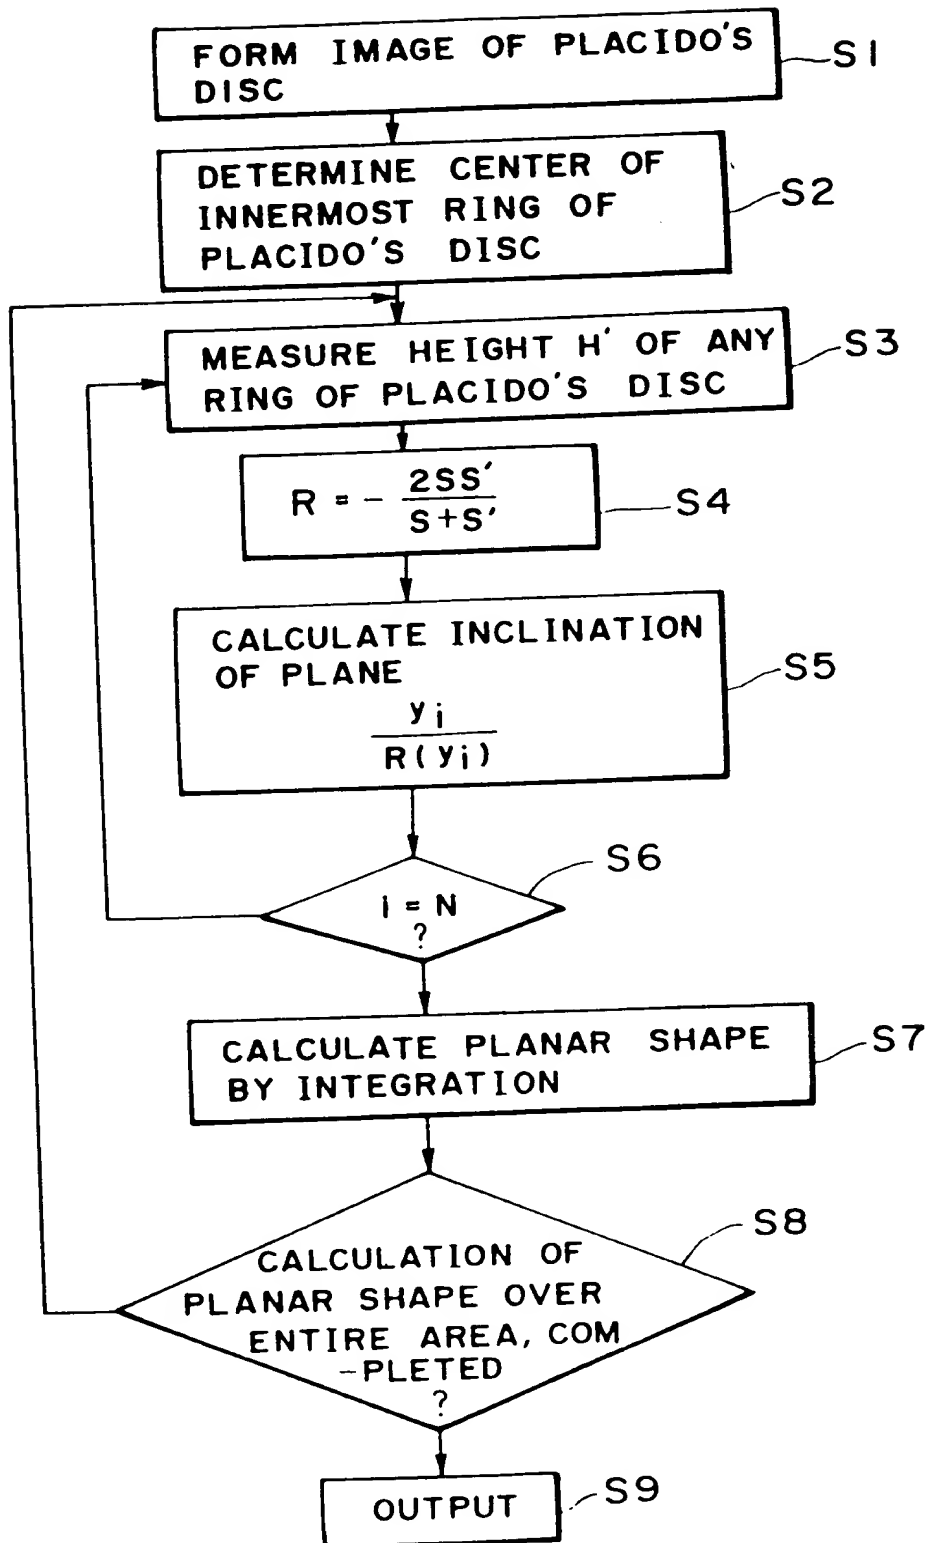 FORM IMAGE OF PLACIDO'S
DISC
S1
DETERMINE CENTER OF
INNERMOST RING OF
PLACIDO'S DISC
S2
MEASURE HEIGHT H' OF ANY
RING OF PLACIDO'S DISC
S3
R = - 2SS' / S+S'
S4
CALCULATE INCLINATION
OF PLANE
yi
R(yi)
S5
i = N
?
S6
CALCULATE PLANAR SHAPE
BY INTEGRATION
S7
CALCULATION OF
PLANAR SHAPE OVER
ENTIRE AREA, COM
-PLETED
?
S8
OUTPUT
S9